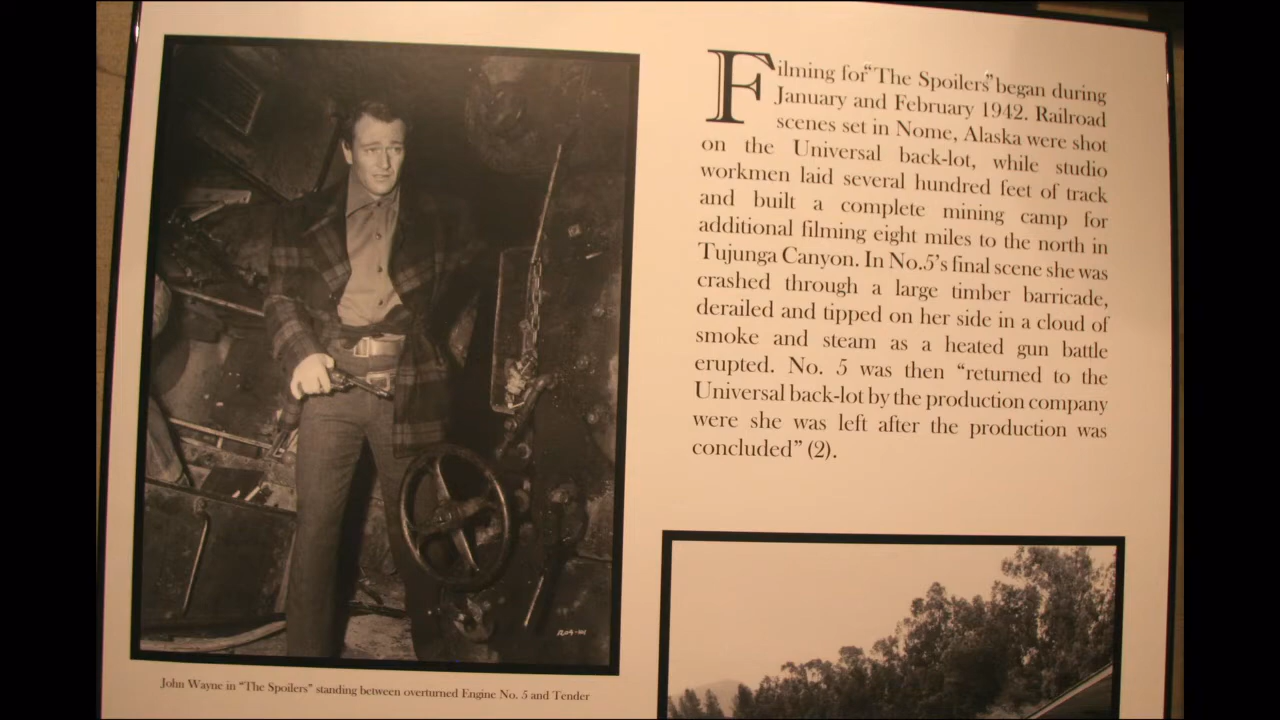 Filming for “The Spoilers” began during
January and February 1942. Railroad
scenes set in Nome, Alaska were shot
on the Universal back-lot, while studio
workmen laid several hundred feet of track
and built a complete mining camp for
additional filming eight miles to the north in
Tujunga Canyon. In No.5’s final scene she was
crashed through a large timber barricade,
derailed and tipped on her side in a cloud of
smoke and steam as a heated gun battle
erupted. No. 5 was then “returned to the
Universal back-lot by the production company
were she was left after the production was
concluded” (2).
John Wayne in “The Spoilers” standing between overturned Engine No. 5 and Tender